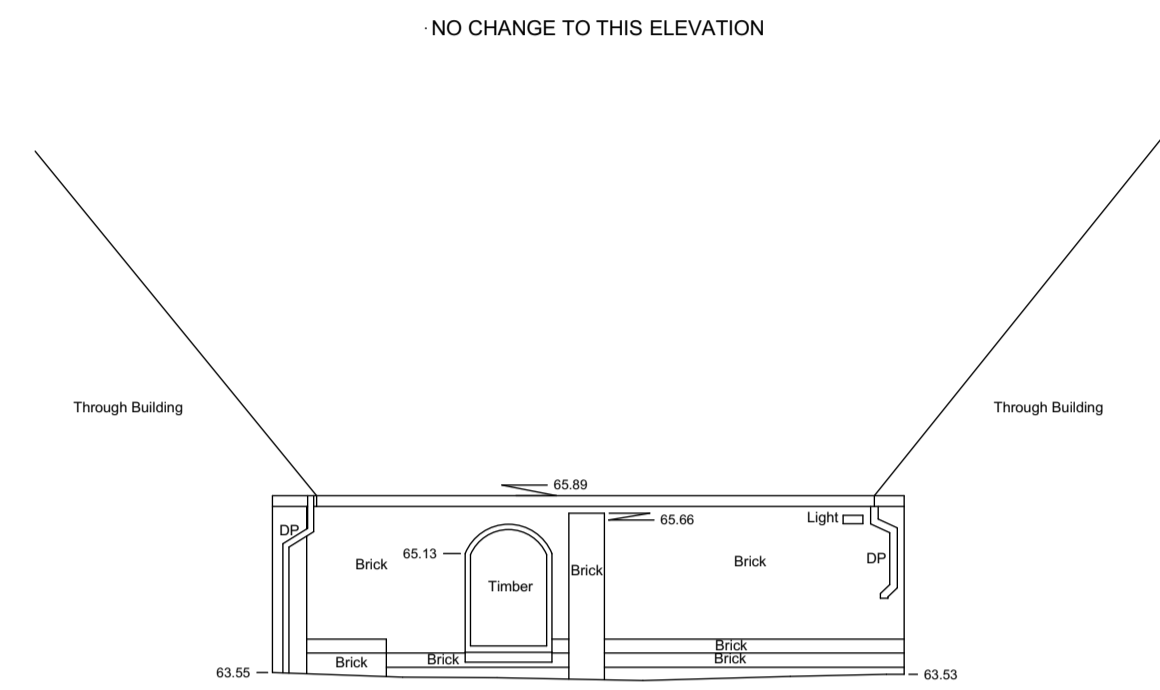 NO CHANGE TO THIS ELEVATION
Through Building
Through Building
65.89
65.66
Light
DP
65.13
Brick
Brick
DP
Brick
Timber
Brick
Brick
Brick
Brick
63.55
63.53